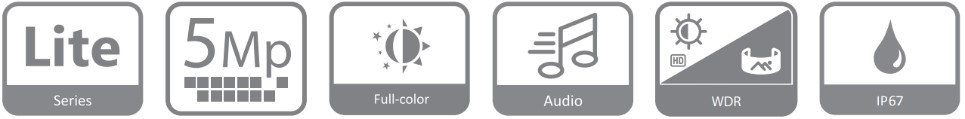 Lite
Series
5Mp
Full-color
Audio
HD
WDR
IP67